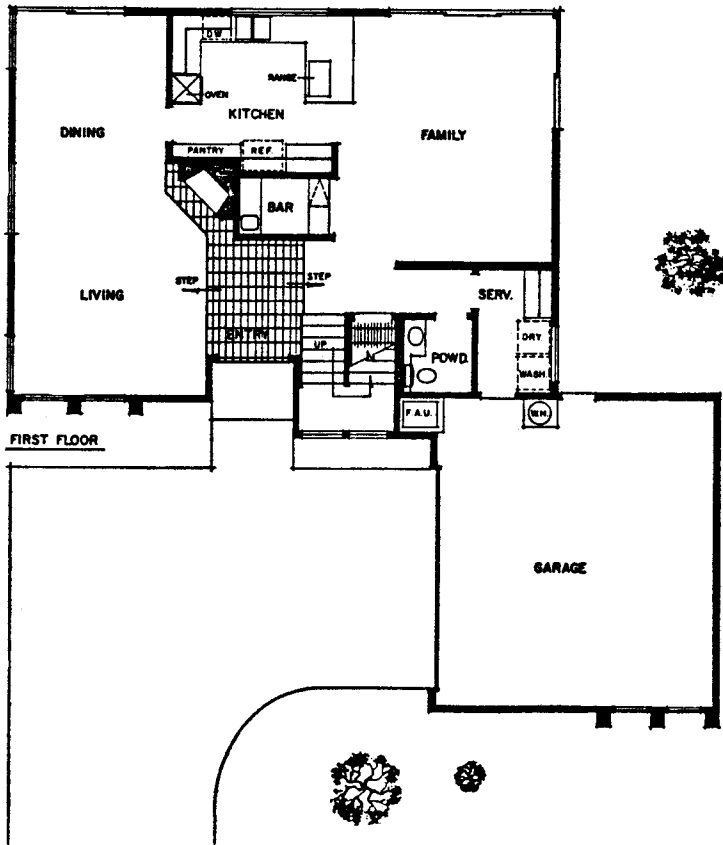 DW
RANGE
OVEN
KITCHEN
DINING
FAMILY
PANTRY
REF.
BAR
STEP
STEP
LIVING
SERV.
ENTRY
UP
DRY
POWD.
WASH
F.A.U.
W.H.
FIRST FLOOR
GARAGE